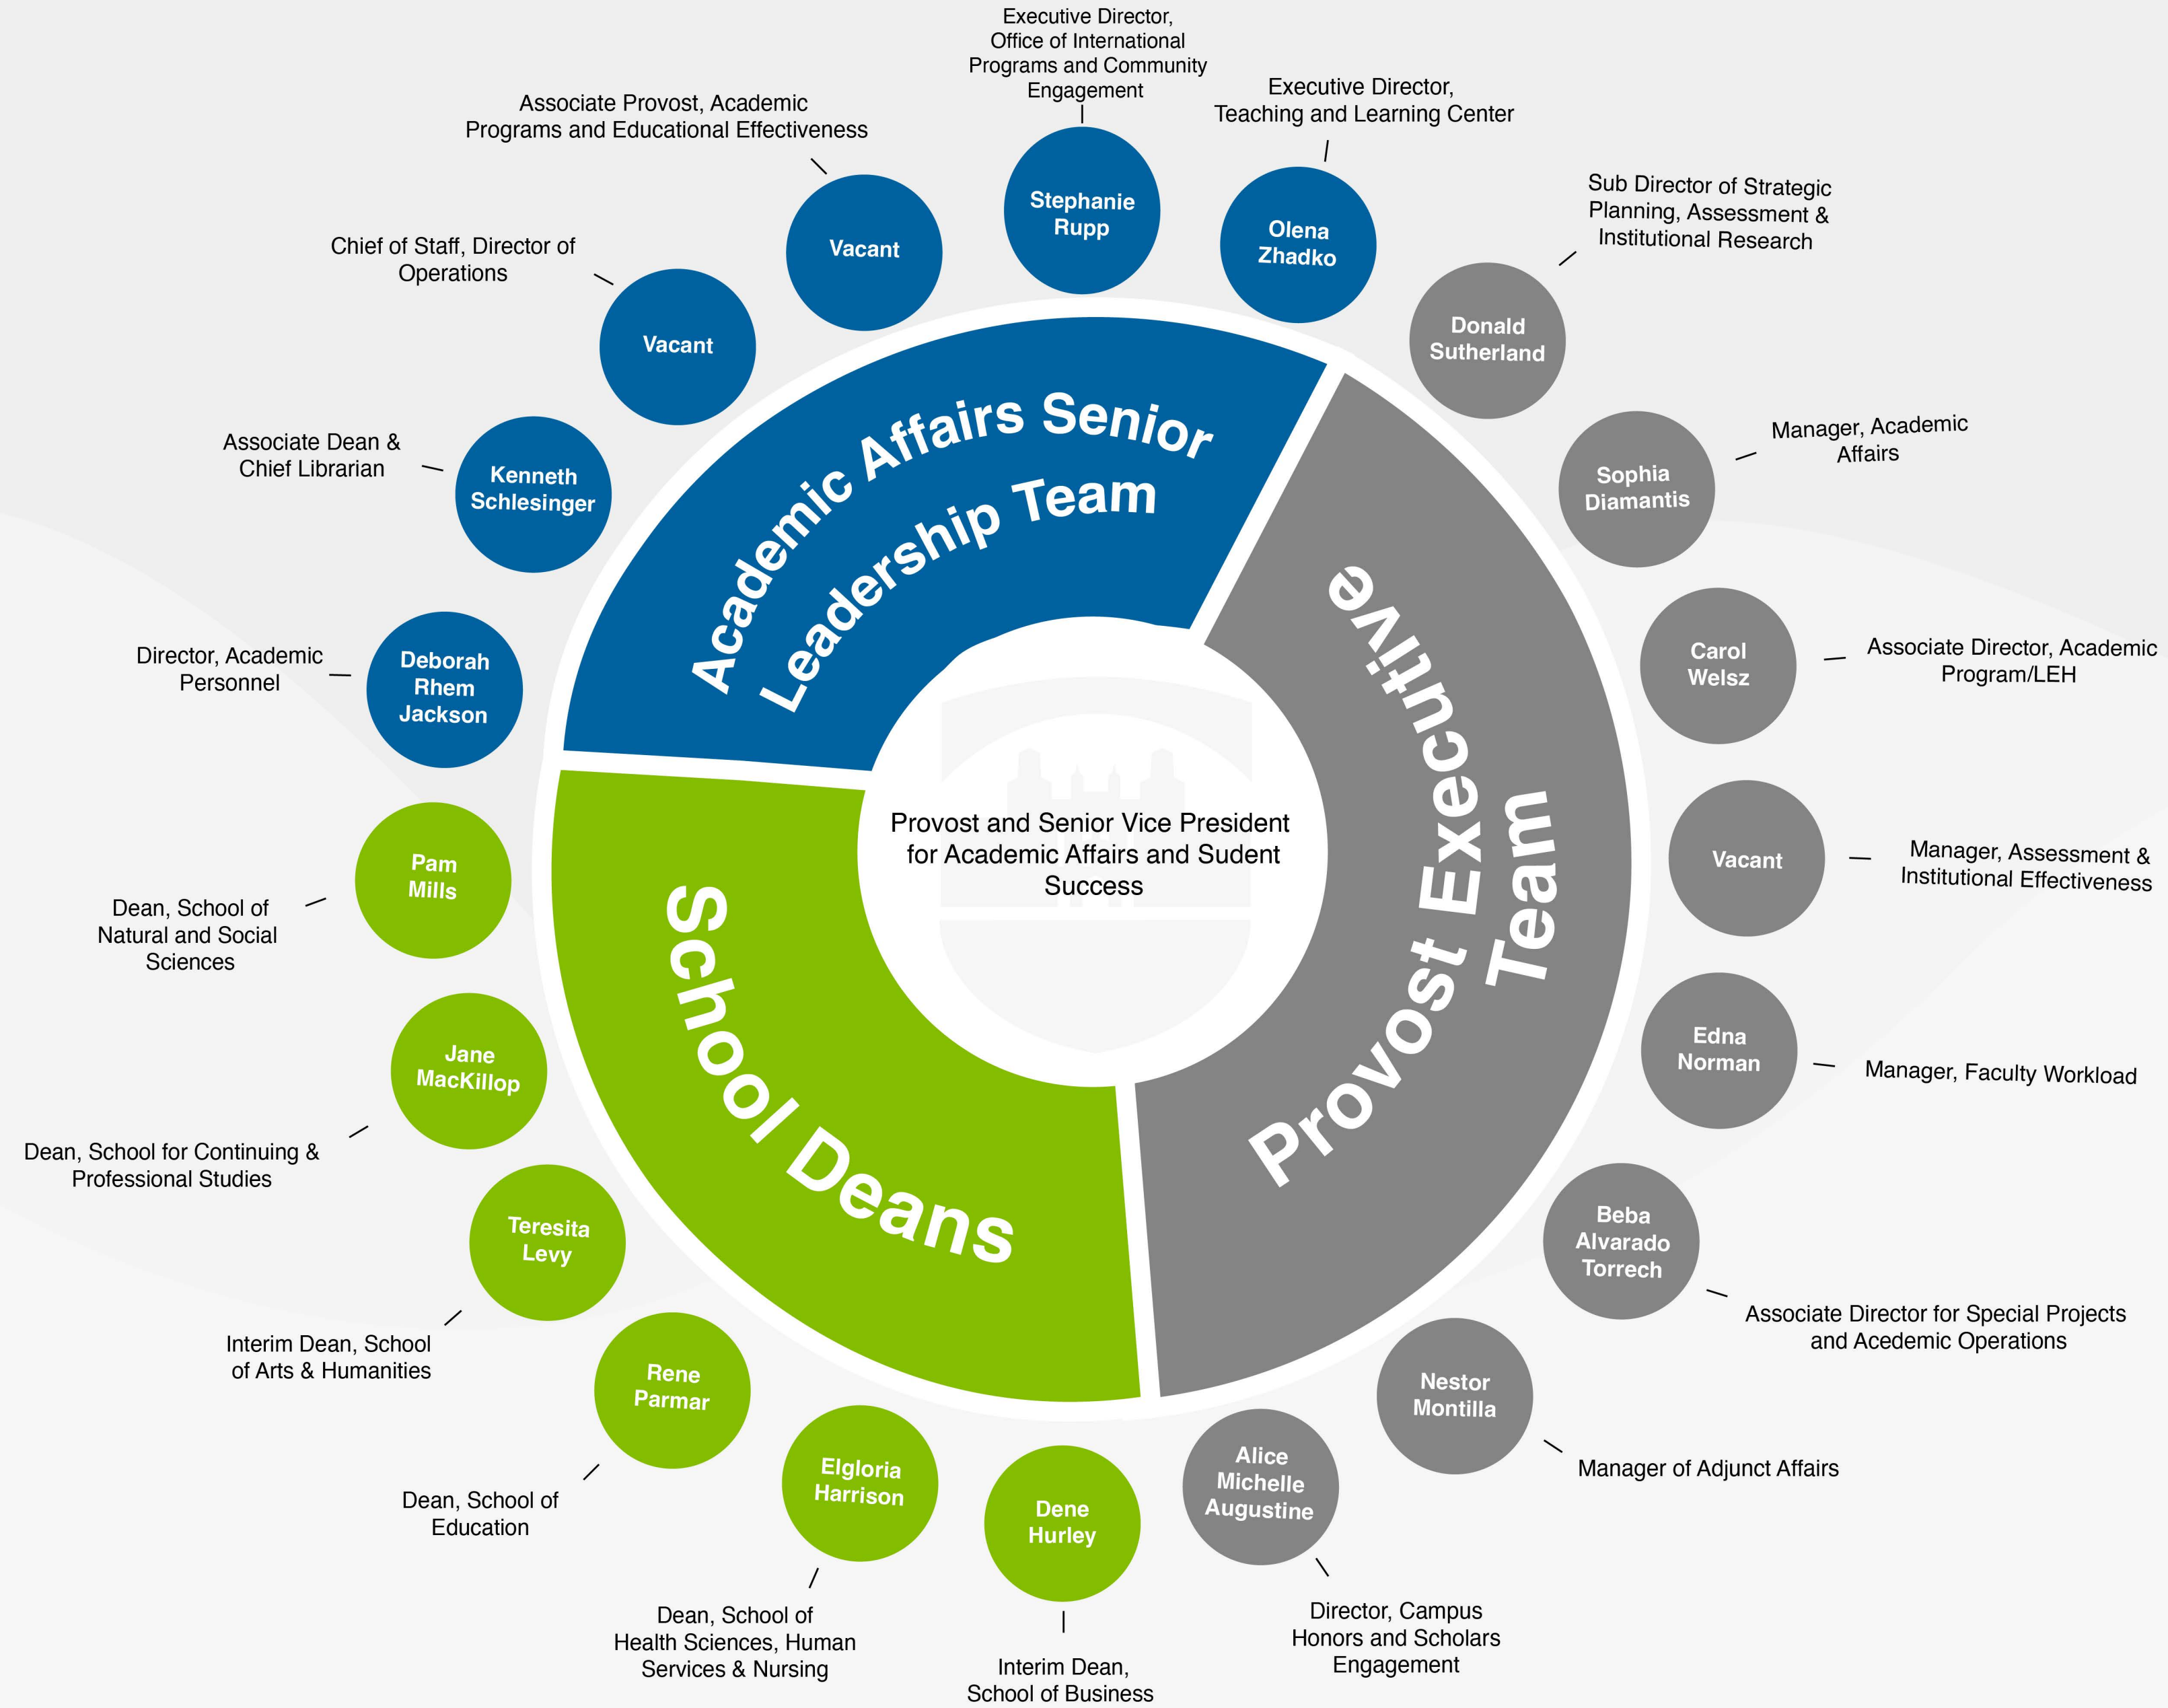 Executive Director,
Office of International
Programs and Community
Engagement
Stephanie
Rupp
Executive Director,
Teaching and Learning Center
Olena
Zhadko
Sub Director of Strategic
Planning, Assessment &
Institutional Research
Donald
Sutherland
Manager, Academic
Affairs
Sophia
Diamantis
Associate Director, Academic
Program/LEH
Carol
Welsz
Manager, Assessment &
Institutional Effectiveness
Vacant
Manager, Faculty Workload
Edna
Norman
Associate Director for Special Projects
and Acedemic Operations
Beba
Alvarado
Torrech
Manager of Adjunct Affairs
Nestor
Montilla
Director, Campus
Honors and Scholars
Engagement
Alice
Michelle
Augustine
Interim Dean,
School of Business
Dene
Hurley
Dean, School of
Health Sciences, Human
Services & Nursing
Elgloria
Harrison
Dean, School of
Education
Rene
Parmar
Interim Dean, School
of Arts & Humanities
Teresita
Levy
Dean, School for Continuing &
Professional Studies
Jane
MacKillop
Dean, School of
Natural and Social
Sciences
Pam
Mills
Director, Academic
Personnel
Deborah
Rhem
Jackson
Associate Dean &
Chief Librarian
Kenneth
Schlesinger
Chief of Staff, Director of
Operations
Vacant
Associate Provost, Academic
Programs and Educational Effectiveness
Vacant
Academic Affairs Senior
Leadership Team
Provost Executive
Team
School Deans
Provost and Senior Vice President
for Academic Affairs and Sudent
Success